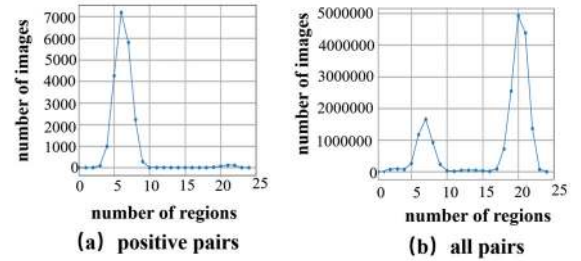 7000
6000
5000
4000
3000
2000
1000
0
0 5 10 15 20 25
number of images
number of regions
(a) positive pairs
5000000
4000000
3000000
2000000
1000000
0
0 5 10 15 20 25
number of images
number of regions
(b) all pairs